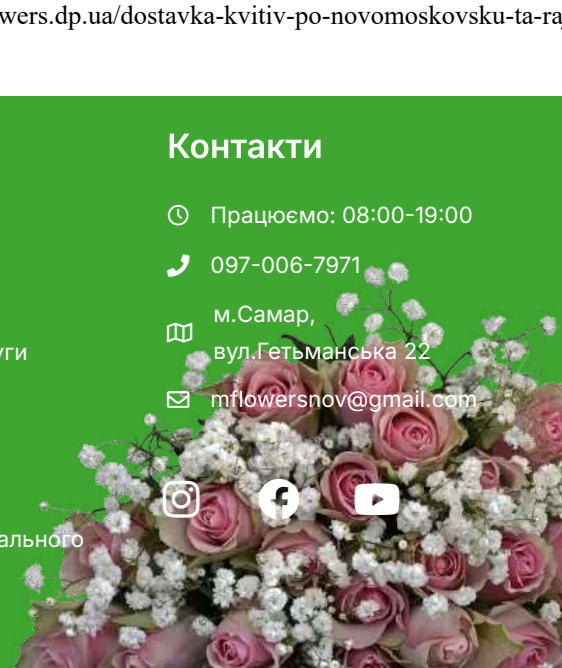 wers.dp.ua/dostavka-kvitiv-po-novomoskovsku-ta-ra
Контакти
Працюємо: 08:00-19:00
097-006-7971
м.Самар,
вул.Гетьманська 22
уги
mflowersnov@gmail.com
ального